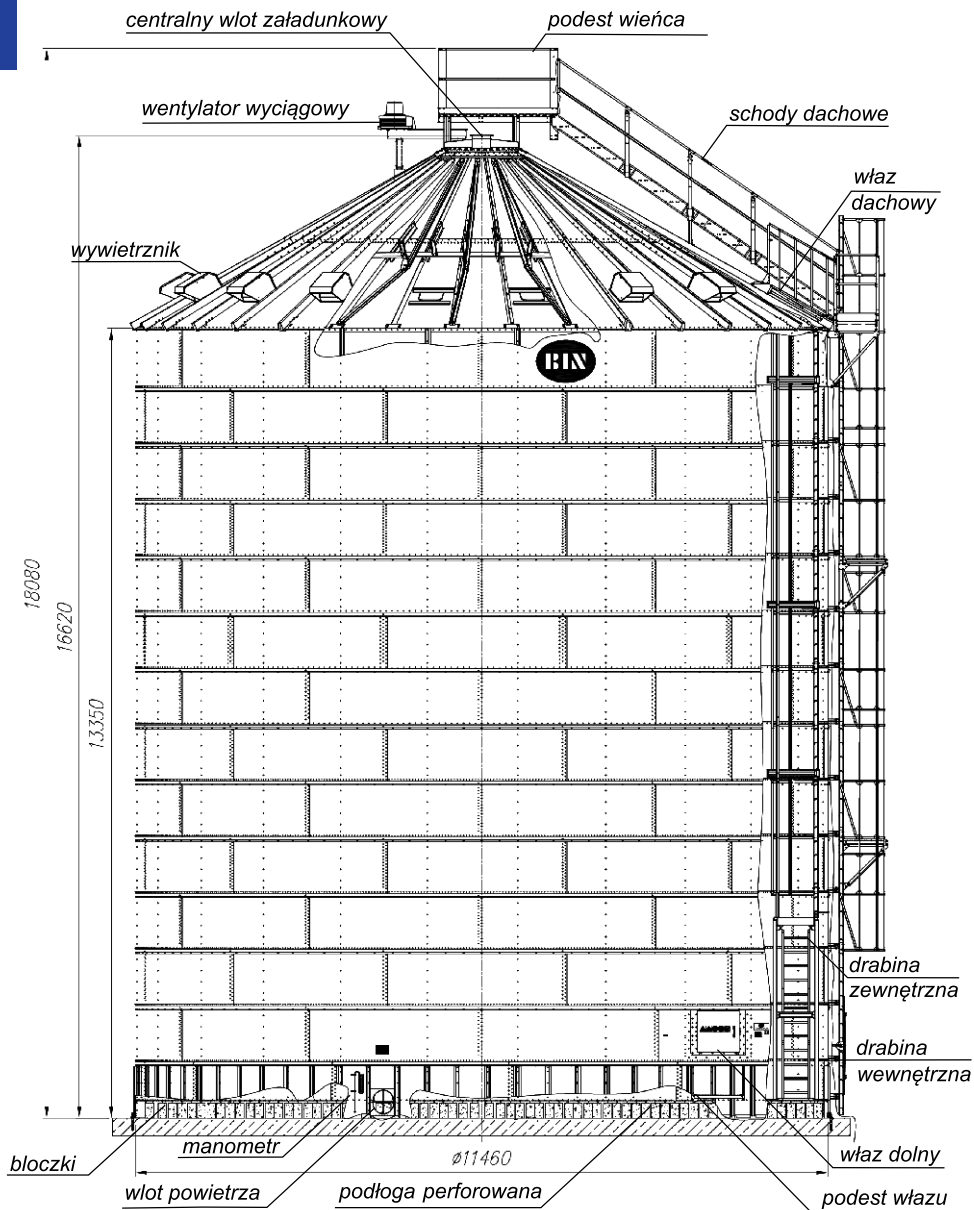 centralny wlot załadunkowy
podest wieńca
wentylator wyciągowy
schody dachowe
właz
dachowy
wywietrznik
BIN
18080
16620
13350
drabina
zewnętrzna
drabina
wewnętrzna
bloczki
manometr
ø11460
właz dolny
wlot powietrza
podłoga perforowana
podest włazu